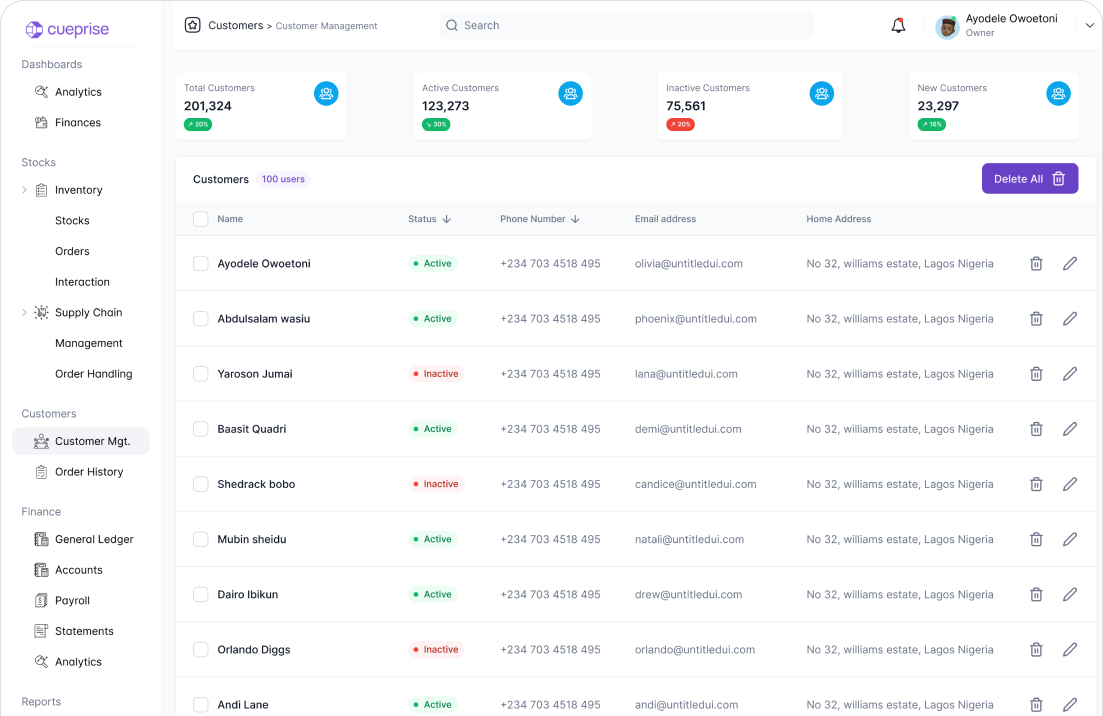 cueprise
Customers > Customer Management
Search
Ayodele Owoetoni
Owner
Dashboards
Analytics
Finances
Stocks
Inventory
Stocks
Orders
Interaction
Supply Chain
Management
Order Handling
Customers
Customer Mgt.
Order History
Finance
General Ledger
Accounts
Payroll
Statements
Analytics
Reports
Total Customers
201,324
↗ 20%
Active Customers
123,273
↘ 30%
Inactive Customers
75,561
↗ 20%
New Customers
23,297
↗ 16%
Customers 100 users
Delete All
Name Status ↓ Phone Number ↓ Email address Home Address
Ayodele Owoetoni Active +234 703 4518 495 olivia@untitledui.com No 32, williams estate, Lagos Nigeria
Abdulsalam wasiu Active +234 703 4518 495 phoenix@untitledui.com No 32, williams estate, Lagos Nigeria
Yaroson Jumai Inactive +234 703 4518 495 lana@untitledui.com No 32, williams estate, Lagos Nigeria
Baasit Quadri Active +234 703 4518 495 demi@untitledui.com No 32, williams estate, Lagos Nigeria
Shedrack bobo Inactive +234 703 4518 495 candice@untitledui.com No 32, williams estate, Lagos Nigeria
Mubin sheidu Active +234 703 4518 495 natali@untitledui.com No 32, williams estate, Lagos Nigeria
Dairo Ibikun Active +234 703 4518 495 drew@untitledui.com No 32, williams estate, Lagos Nigeria
Orlando Diggs Inactive +234 703 4518 495 orlando@untitledui.com No 32, williams estate, Lagos Nigeria
Andi Lane Active +234 703 4518 495 andi@untitledui.com No 32, williams estate, Lagos Nigeria